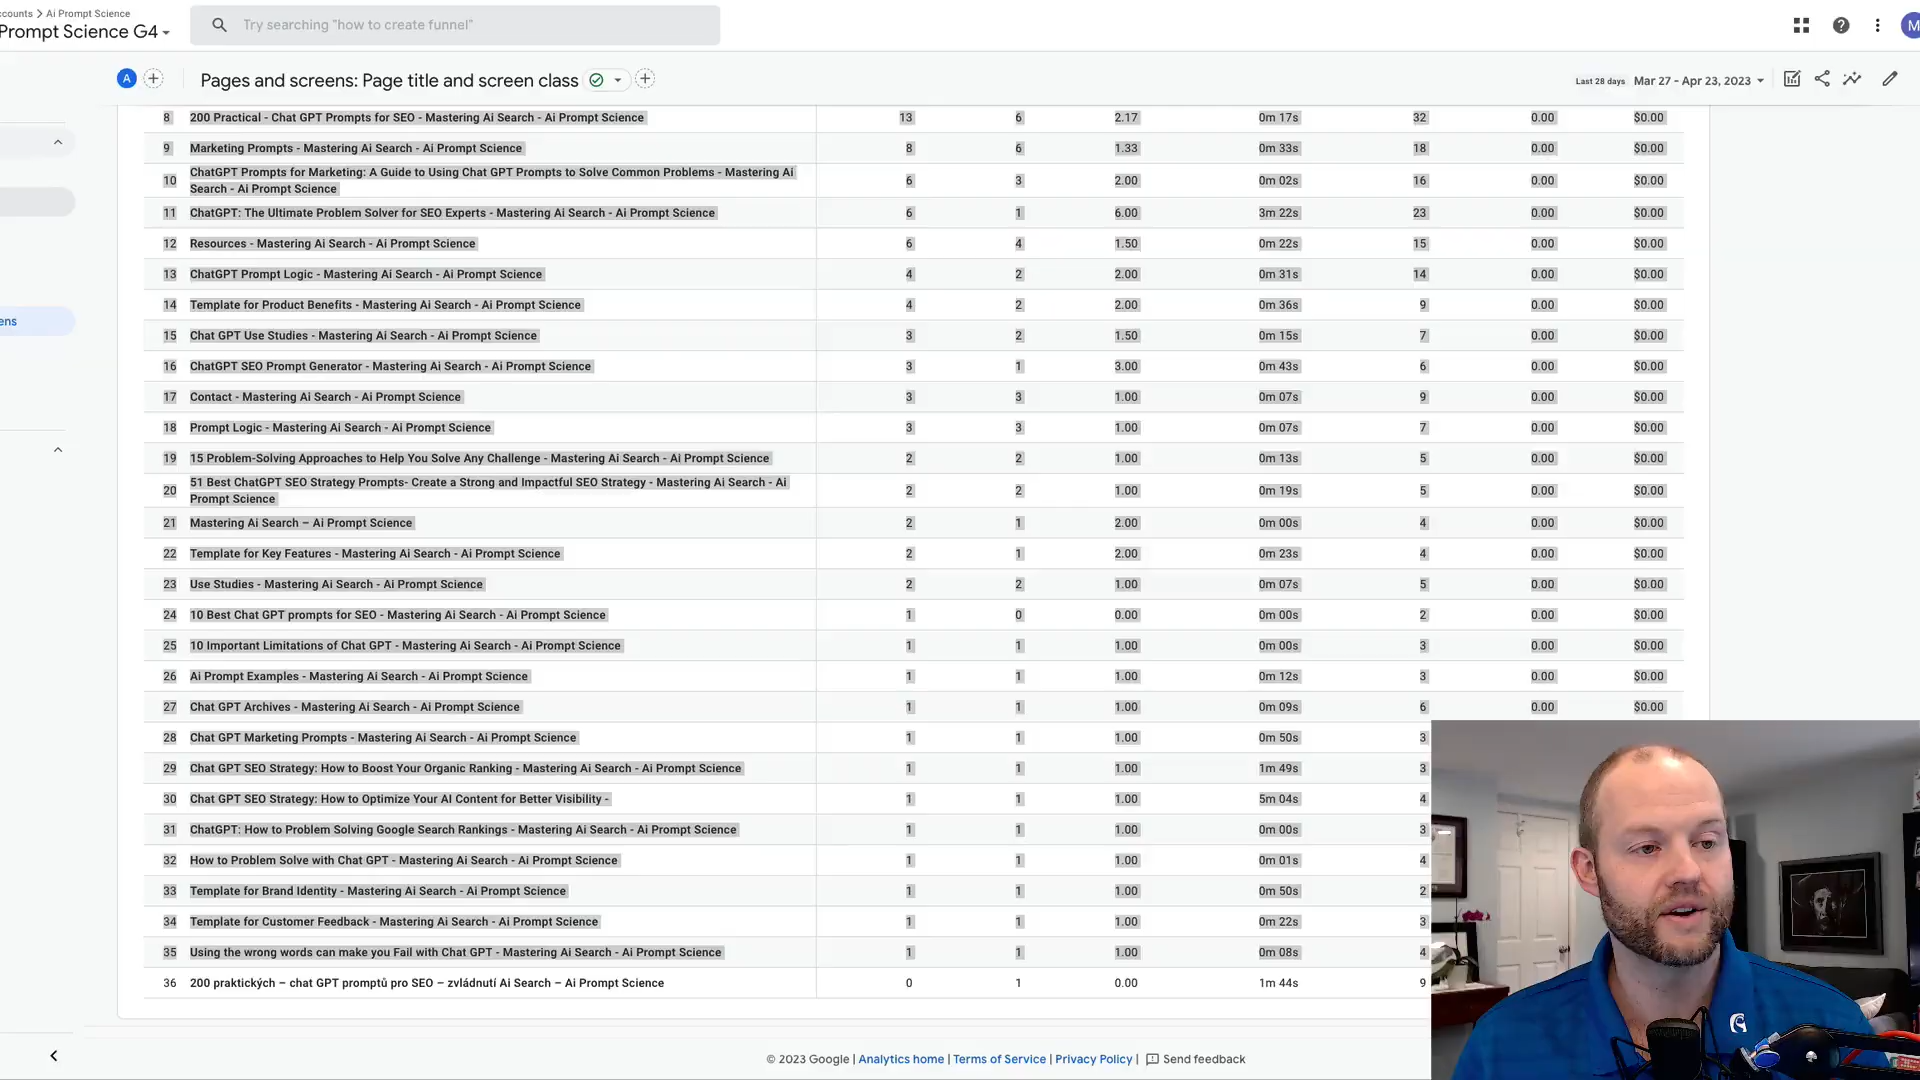 ccounts > Ai Prompt Science
Prompt Science G4
Try searching "how to create funnel"
M
A
Pages and screens: Page title and screen class
Last 28 days Mar 27 - Apr 23, 2023
ens
8 200 Practical - Chat GPT Prompts for SEO - Mastering Ai Search - Ai Prompt Science 13 6 2.17 0m 17s 32 0.00 $0.00
9 Marketing Prompts - Mastering Ai Search - Ai Prompt Science 8 6 1.33 0m 33s 18 0.00 $0.00
10 ChatGPT Prompts for Marketing: A Guide to Using Chat GPT Prompts to Solve Common Problems - Mastering Ai
Search - Ai Prompt Science 6 3 2.00 0m 02s 16 0.00 $0.00
11 ChatGPT: The Ultimate Problem Solver for SEO Experts - Mastering Ai Search - Ai Prompt Science 6 1 6.00 3m 22s 23 0.00 $0.00
12 Resources - Mastering Ai Search - Ai Prompt Science 6 4 1.50 0m 22s 15 0.00 $0.00
13 ChatGPT Prompt Logic - Mastering Ai Search - Ai Prompt Science 4 2 2.00 0m 31s 14 0.00 $0.00
14 Template for Product Benefits - Mastering Ai Search - Ai Prompt Science 4 2 2.00 0m 36s 9 0.00 $0.00
15 Chat GPT Use Studies - Mastering Ai Search - Ai Prompt Science 3 2 1.50 0m 15s 7 0.00 $0.00
16 ChatGPT SEO Prompt Generator - Mastering Ai Search - Ai Prompt Science 3 1 3.00 0m 43s 6 0.00 $0.00
17 Contact - Mastering Ai Search - Ai Prompt Science 3 3 1.00 0m 07s 9 0.00 $0.00
18 Prompt Logic - Mastering Ai Search - Ai Prompt Science 3 3 1.00 0m 07s 7 0.00 $0.00
19 15 Problem-Solving Approaches to Help You Solve Any Challenge - Mastering Ai Search - Ai Prompt Science 2 2 1.00 0m 13s 5 0.00 $0.00
20 51 Best ChatGPT SEO Strategy Prompts- Create a Strong and Impactful SEO Strategy - Mastering Ai Search - Ai
Prompt Science 2 2 1.00 0m 19s 5 0.00 $0.00
21 Mastering Ai Search – Ai Prompt Science 2 1 2.00 0m 00s 4 0.00 $0.00
22 Template for Key Features - Mastering Ai Search - Ai Prompt Science 2 1 2.00 0m 23s 4 0.00 $0.00
23 Use Studies - Mastering Ai Search - Ai Prompt Science 2 2 1.00 0m 07s 5 0.00 $0.00
24 10 Best Chat GPT prompts for SEO - Mastering Ai Search - Ai Prompt Science 1 0 0.00 0m 00s 2 0.00 $0.00
25 10 Important Limitations of Chat GPT - Mastering Ai Search - Ai Prompt Science 1 1 1.00 0m 00s 3 0.00 $0.00
26 Ai Prompt Examples - Mastering Ai Search - Ai Prompt Science 1 1 1.00 0m 12s 3 0.00 $0.00
27 Chat GPT Archives - Mastering Ai Search - Ai Prompt Science 1 1 1.00 0m 09s 6 0.00 $0.00
28 Chat GPT Marketing Prompts - Mastering Ai Search - Ai Prompt Science 1 1 1.00 0m 50s 3
29 Chat GPT SEO Strategy: How to Boost Your Organic Ranking - Mastering Ai Search - Ai Prompt Science 1 1 1.00 1m 49s 3
30 Chat GPT SEO Strategy: How to Optimize Your AI Content for Better Visibility - 1 1 1.00 5m 04s 4
31 ChatGPT: How to Problem Solving Google Search Rankings - Mastering Ai Search - Ai Prompt Science 1 1 1.00 0m 00s 3
32 How to Problem Solve with Chat GPT - Mastering Ai Search - Ai Prompt Science 1 1 1.00 0m 01s 4
33 Template for Brand Identity - Mastering Ai Search - Ai Prompt Science 1 1 1.00 0m 50s 2
34 Template for Customer Feedback - Mastering Ai Search - Ai Prompt Science 1 1 1.00 0m 22s 3
35 Using the wrong words can make you Fail with Chat GPT - Mastering Ai Search - Ai Prompt Science 1 1 1.00 0m 08s 4
36 200 praktických – chat GPT promptů pro SEO – zvládnutí Ai Search – Ai Prompt Science 0 1 0.00 1m 44s 9
© 2023 Google | Analytics home | Terms of Service | Privacy Policy | Send feedback